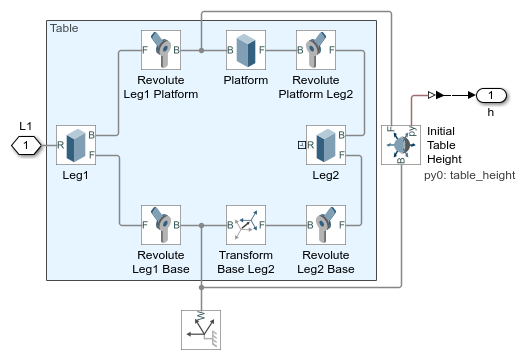 Table
F
B
B
F
F
B
Revolute
Leg1 Platform
Platform
Revolute
Platform Leg2
L1
1
R
B
F
Leg1
R
B
F
Leg2
F
py
B
Initial
Table
Height
py0: table_height
1
h
F
B
B
F
B
F
Revolute
Leg1 Base
Transform
Base Leg2
Revolute
Leg2 Base
W